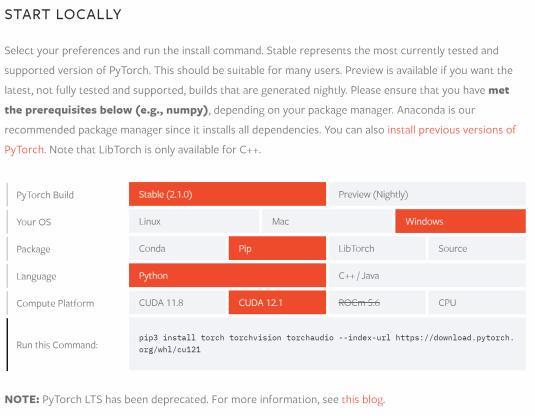 START LOCALLY
Select your preferences and run the install command. Stable represents the most currently tested and
supported version of PyTorch. This should be suitable for many users. Preview is available if you want the
latest, not fully tested and supported, builds that are generated nightly. Please ensure that you have met
the prerequisites below (e.g., numpy), depending on your package manager. Anaconda is our
recommended package manager since it installs all dependencies. You can also install previous versions of
PyTorch. Note that LibTorch is only available for C++.
PyTorch Build Stable (2.1.0) Preview (Nightly)
Your OS Linux Mac Windows
Package Conda Pip LibTorch Source
Language Python C++ / Java
Compute Platform CUDA 11.8 CUDA 12.1 ROCm 5.6 CPU
Run this Command: pip3 install torch torchvision torchaudio --index-url https://download.pytorch.
org/whl/cu121
NOTE: PyTorch LTS has been deprecated. For more information, see this blog.